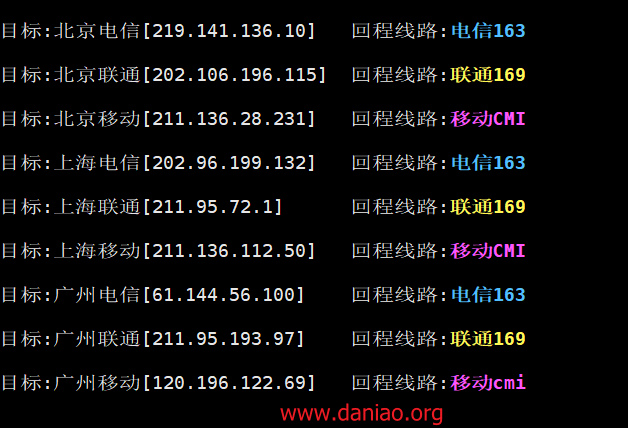 目标:北京电信[219.141.136.10] 回程线路:电信163
目标:北京联通[202.106.196.115] 回程线路:联通169
目标:北京移动[211.136.28.231] 回程线路:移动CMI
目标:上海电信[202.96.199.132] 回程线路:电信163
目标:上海联通[211.95.72.1] 回程线路:联通169
目标:上海移动[211.136.112.50] 回程线路:移动CMI
目标:广州电信[61.144.56.100] 回程线路:电信163
目标:广州联通[211.95.193.97] 回程线路:联通169
目标:广州移动[120.196.122.69] 回程线路:移动cmi
www.daniao.org